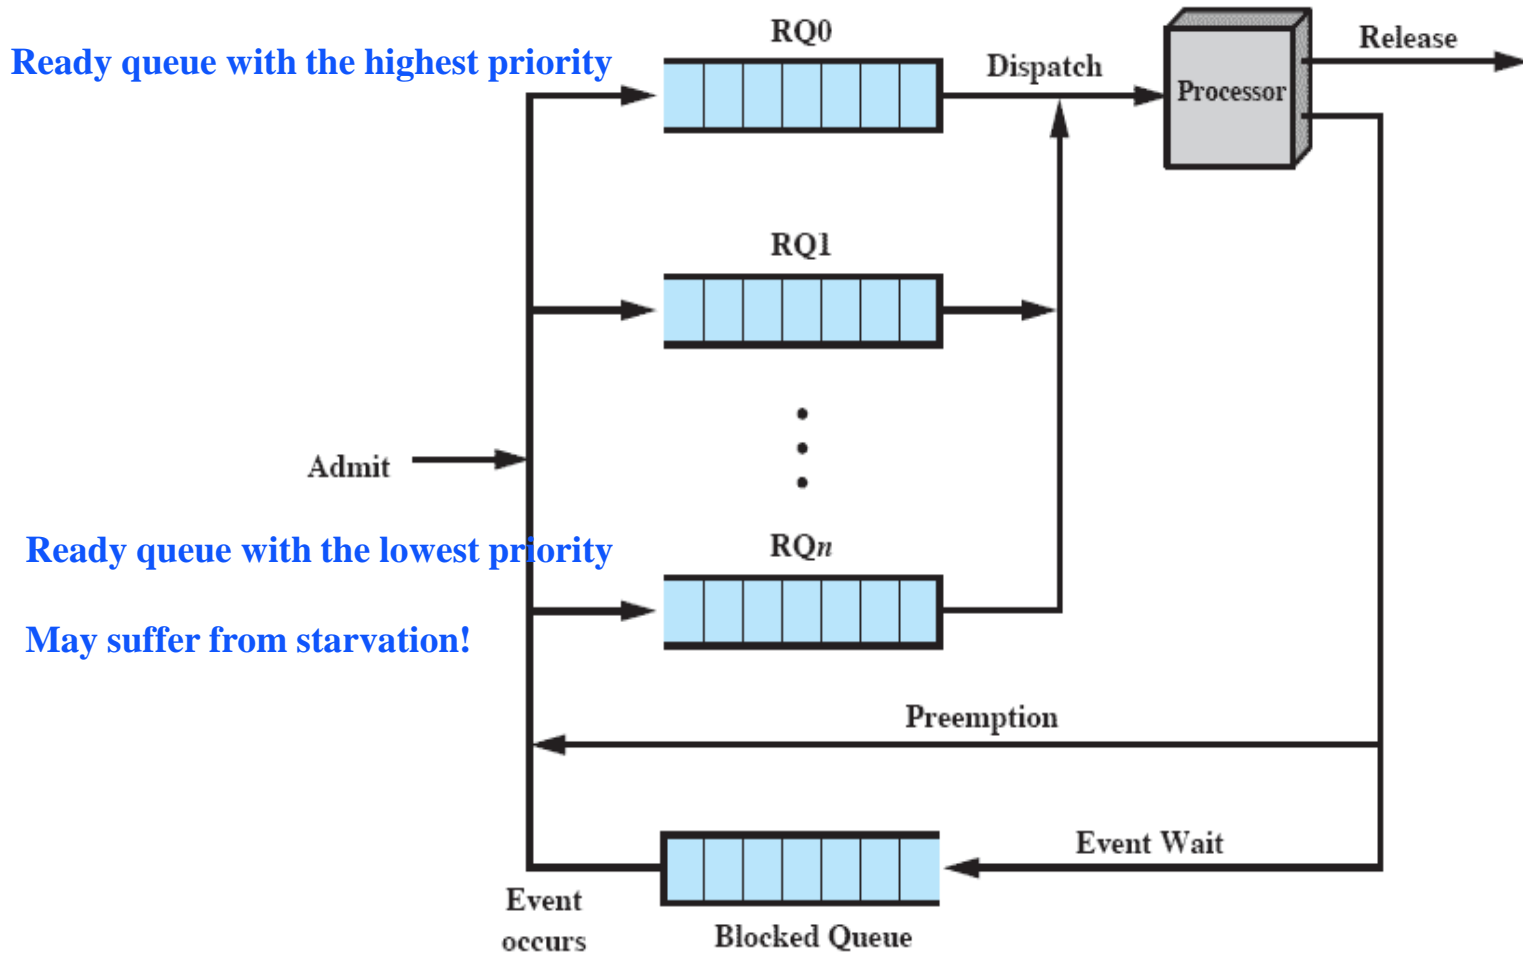 RQ0
Release
Ready queue with the highest priority
Dispatch
Processor
RQ1
Admit
Ready queue with the lowest priority
RQn
May suffer from starvation!
Preemption
Event Wait
Event
occurs
Blocked Queue